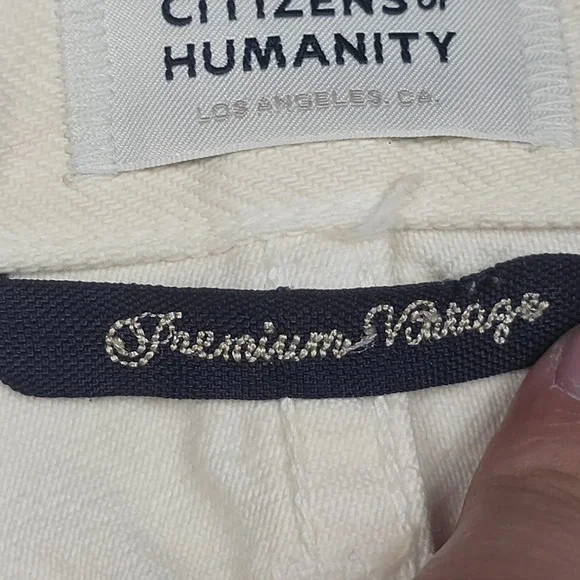 CITIZENS OF
HUMANITY
LOS ANGELES, CA.
Premium Vintage